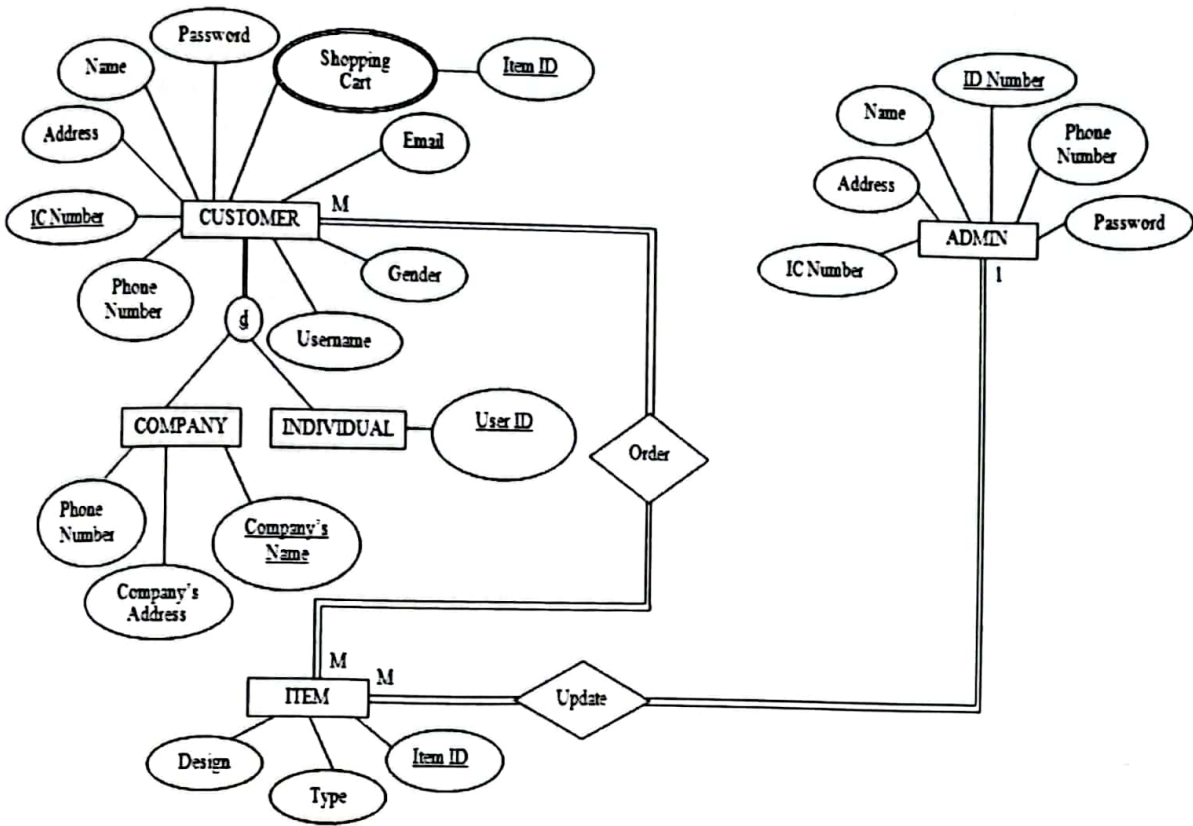 Password
Shopping
Cart
Item ID
Name
Address
Email
IC Number
CUSTOMER
M
Phone
Number
Gender
d
Username
COMPANY
INDIVIDUAL
User ID
Phone
Number
Company's
Name
Company's
Address
Order
ID Number
Name
Phone
Number
Address
Password
ADMIN
IC Number
1
M
M
ITEM
Update
Design
Item ID
Type